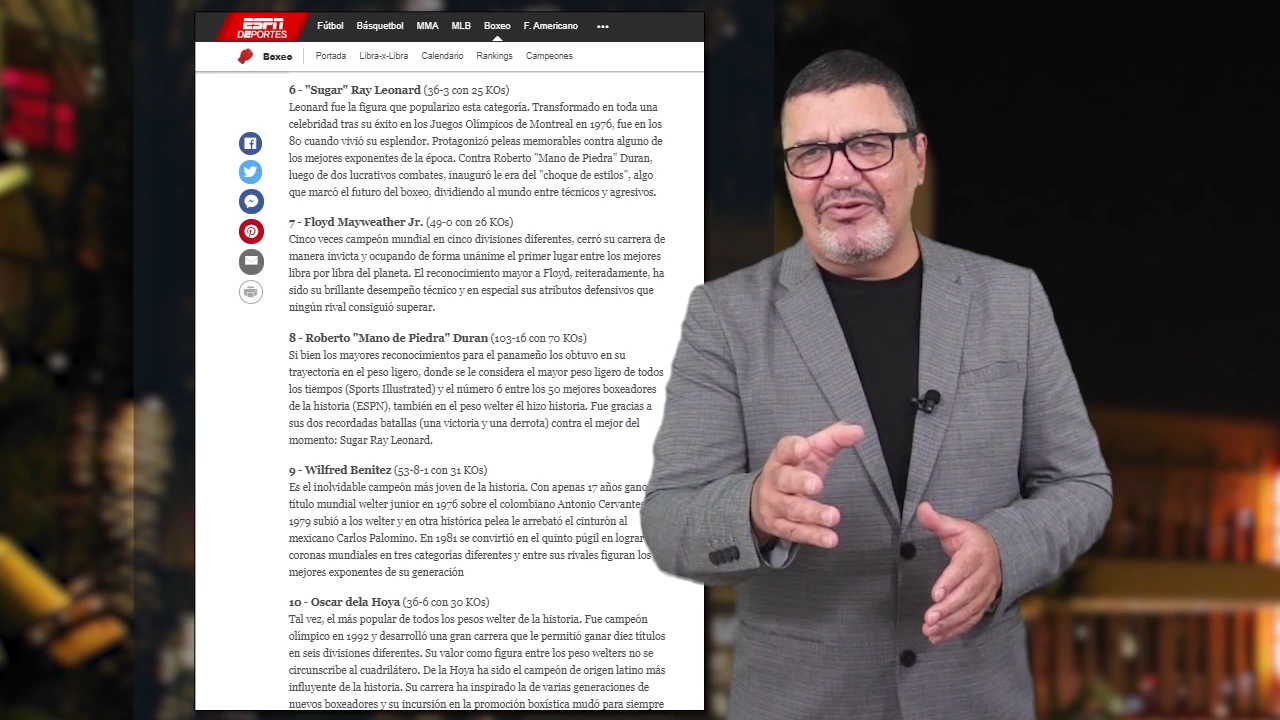 ESPN
DEPORTES
Fútbol Básquetbol MMA MLB Boxeo F. Americano •••
Boxeo Portada Libra-x-Libra Calendario Rankings Campeones
6 - "Sugar" Ray Leonard (36-3 con 25 KOs)
Leonard fue la figura que popularizo esta categoría. Transformado en toda una
celebridad tras su éxito en los Juegos Olímpicos de Montreal en 1976, fue en los
80 cuando vivió su esplendor. Protagonizó peleas memorables contra alguno de
los mejores exponentes de la época. Contra Roberto "Mano de Piedra" Duran,
luego de dos lucrativos combates, inauguró le era del "choque de estilos", algo
que marcó el futuro del boxeo, dividiendo al mundo entre técnicos y agresivos.
7 - Floyd Mayweather Jr. (49-0 con 26 KOs)
Cinco veces campeón mundial en cinco divisiones diferentes, cerró su carrera de
manera invicta y ocupando de forma unánime el primer lugar entre los mejores
libra por libra del planeta. El reconocimiento mayor a Floyd, reiteradamente, ha
sido su brillante desempeño técnico y en especial sus atributos defensivos que
ningún rival consiguió superar.
8 - Roberto "Mano de Piedra" Duran (103-16 con 70 KOs)
Si bien los mayores reconocimientos para el panameño los obtuvo en su
trayectoria en el peso ligero, donde se le considera el mayor peso ligero de todos
los tiempos (Sports Illustrated) y el número 6 entre los 50 mejores boxeadores
de la historia (ESPN), también en el peso welter él hizo historia. Fue gracias a
sus dos recordadas batallas (una victoria y una derrota) contra el mejor del
momento: Sugar Ray Leonard.
9 - Wilfred Benitez (53-8-1 con 31 KOs)
Es el inolvidable campeón más joven de la historia. Con apenas 17 años gano
título mundial welter junior en 1976 sobre el colombiano Antonio Cervantes
1979 subió a los welter y en otra histórica pelea le arrebató el cinturón al
mexicano Carlos Palomino. En 1981 se convirtió en el quinto púgil en lograr
coronas mundiales en tres categorías diferentes y entre sus rivales figuran los
mejores exponentes de su generación
10 - Oscar dela Hoya (36-6 con 30 KOs)
Tal vez, el más popular de todos los pesos welter de la historia. Fue campeón
olímpico en 1992 y desarrolló una gran carrera que le permitió ganar diez títulos
en seis divisiones diferentes. Su valor como figura entre los peso welters no se
circunscribe al cuadrilátero. De la Hoya ha sido el campeón de origen latino más
influyente de la historia. Su carrera ha inspirado la de varias generaciones de
nuevos boxeadores y su incursión en la promoción boxística mudó para siempre